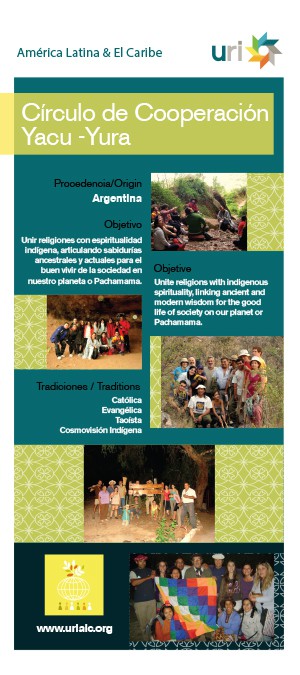 América Latina & El Caribe
uri
Círculo de Cooperación
Yacu -Yura
Procedencia/Origin
Argentina
Objetivo
Unir religiones con espiritualidad
indígena, articulando sabidurías
ancestrales y actuales para el
buen vivir de la sociedad en
nuestro planeta o Pachamama.
Objetive
Unite religions with indigenous
spirituality, linking ancient and
modern wisdom for the good
life of society on our planet or
Pachamama.
Tradiciones / Traditions
Católica
Evangélica
Taoísta
Cosmovisión Indígena
www.urialc.org